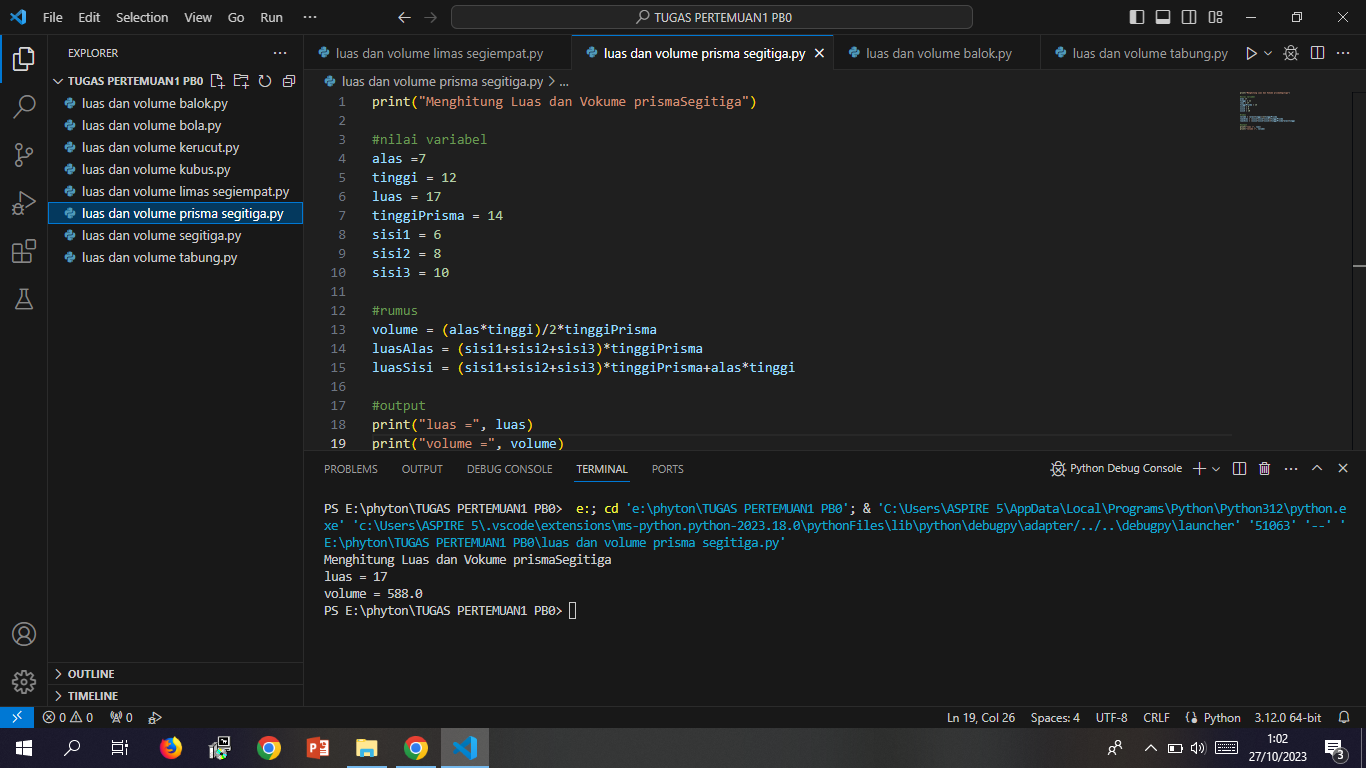 File Edit Selection View Go Run ··· TUGAS PERTEMUAN1 PB0
EXPLORER ···
TUGAS PERTEMUAN1 PB0
luas dan volume balok.py
luas dan volume bola.py
luas dan volume kerucut.py
luas dan volume kubus.py
luas dan volume limas segiempat.py
luas dan volume prisma segitiga.py
luas dan volume segitiga.py
luas dan volume tabung.py
OUTLINE
TIMELINE
luas dan volume limas segiempat.py luas dan volume prisma segitiga.py luas dan volume balok.py luas dan volume tabung.py ···
luas dan volume prisma segitiga.py > ...
1 print("Menghitung Luas dan Vokume prismaSegitiga")
2
3 #nilai variabel
4 alas =7
5 tinggi = 12
6 luas = 17
7 tinggiPrisma = 14
8 sisi1 = 6
9 sisi2 = 8
10 sisi3 = 10
11
12 #rumus
13 volume = (alas*tinggi)/2*tinggiPrisma
14 luasAlas = (sisi1+sisi2+sisi3)*tinggiPrisma
15 luasSisi = (sisi1+sisi2+sisi3)*tinggiPrisma+alas*tinggi
16
17 #output
18 print("luas =", luas)
19 print("volume =", volume)
PROBLEMS OUTPUT DEBUG CONSOLE TERMINAL PORTS Python Debug Console ···
PS E:\phyton\TUGAS PERTEMUAN1 PB0>  e:; cd 'e:\phyton\TUGAS PERTEMUAN1 PB0'; & 'C:\Users\ASPIRE 5\AppData\Local\Programs\Python\Python312\python.e
xe' 'c:\Users\ASPIRE 5\.vscode\extensions\ms-python.python-2023.18.0\pythonFiles\lib\python\debugpy\adapter/../..\debugpy\launcher' '51063' '--' '
E:\phyton\TUGAS PERTEMUAN1 PB0\luas dan volume prisma segitiga.py'
Menghitung Luas dan Vokume prismaSegitiga
luas = 17
volume = 588.0
PS E:\phyton\TUGAS PERTEMUAN1 PB0>
0 0 0 Ln 19, Col 26 Spaces: 4 UTF-8 CRLF Python 3.12.0 64-bit
1:02
27/10/2023
3